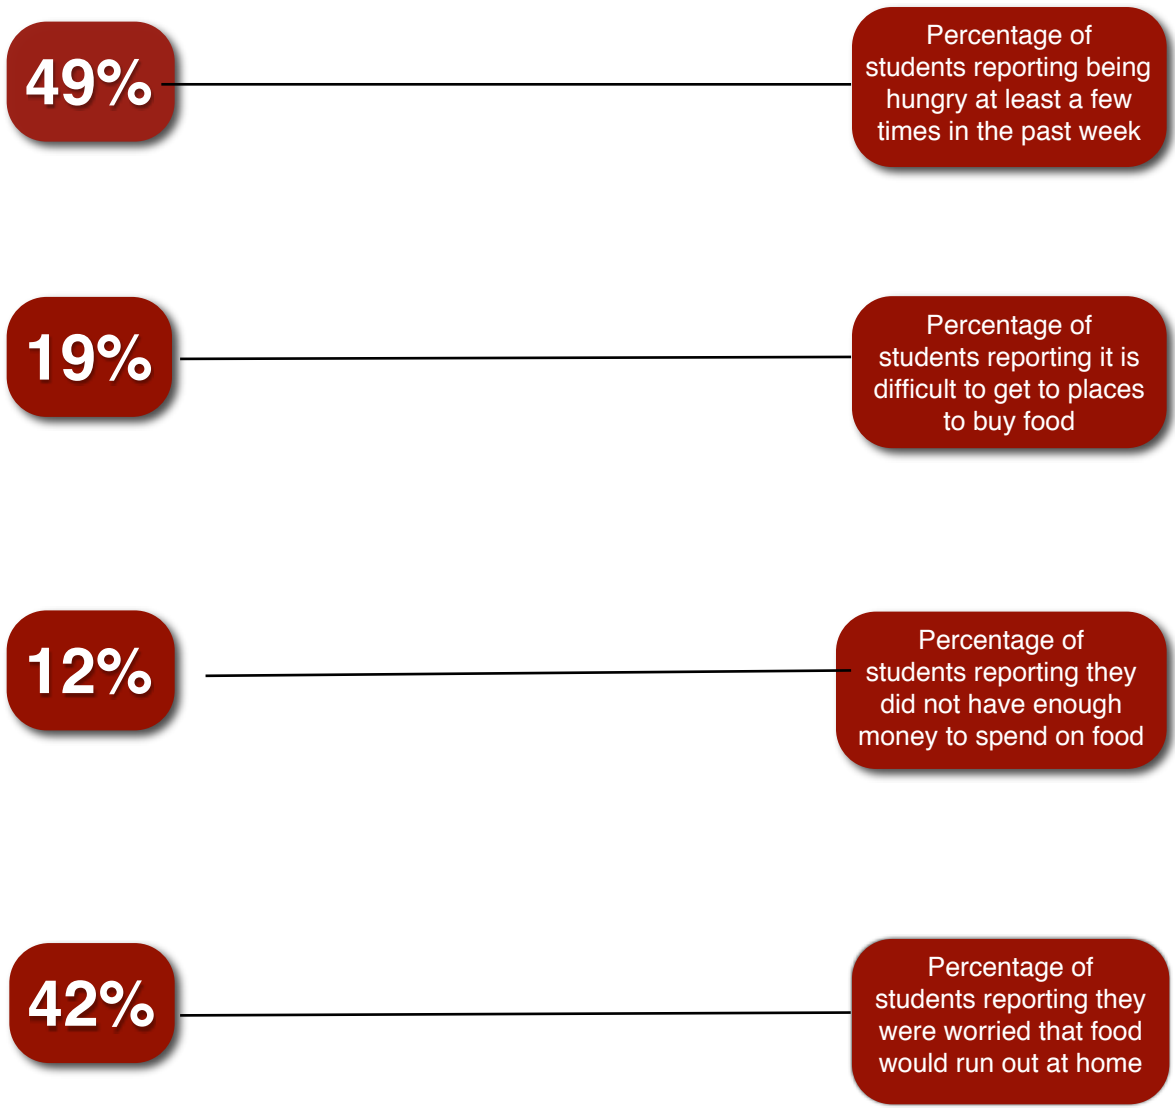 49%
Percentage of
students reporting being
hungry at least a few
times in the past week
19%
Percentage of
students reporting it is
difficult to get to places
to buy food
12%
Percentage of
students reporting they
did not have enough
money to spend on food
42%
Percentage of
students reporting they
were worried that food
would run out at home